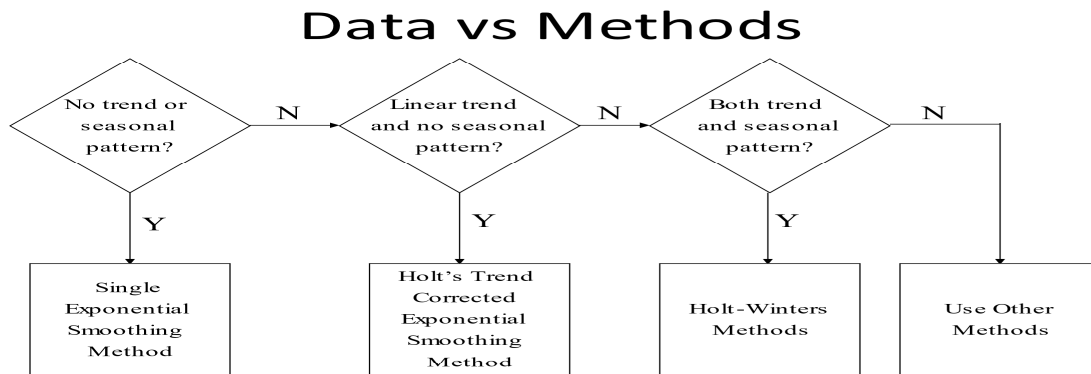 Data vs Methods
No trend or
seasonal
pattern?
N
Linear trend
and no seasonal
pattern?
N
Both trend
and seasonal
pattern?
N
Y
Y
Y
Single
Exponential
Smoothing
Method
Holt's Trend
Corrected
Exponential
Smoothing
Method
Holt-Winters
Methods
Use Other
Methods